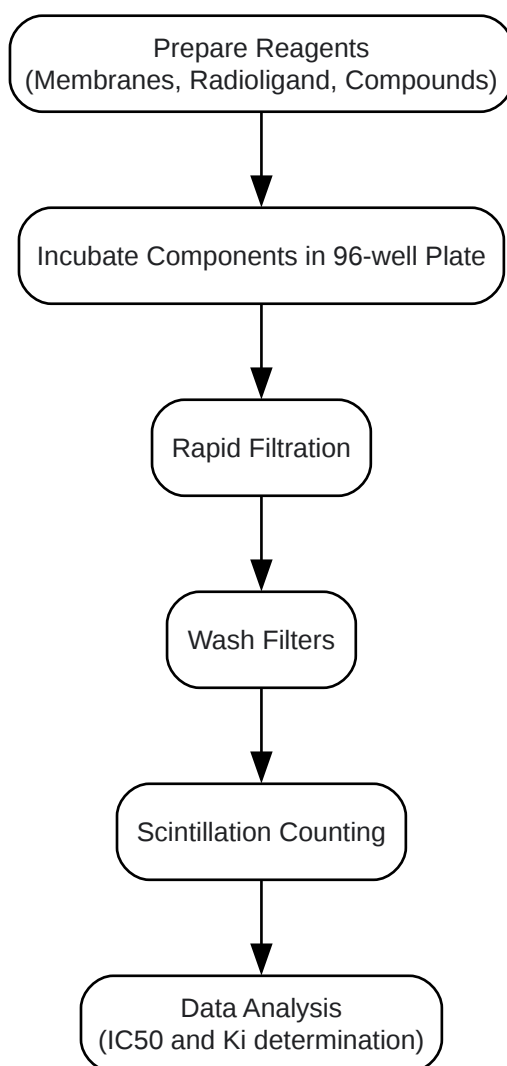 Prepare Reagents
(Membranes, Radioligand, Compounds)
Incubate Components in 96-well Plate
Rapid Filtration
Wash Filters
Scintillation Counting
Data Analysis
(IC50 and Ki determination)